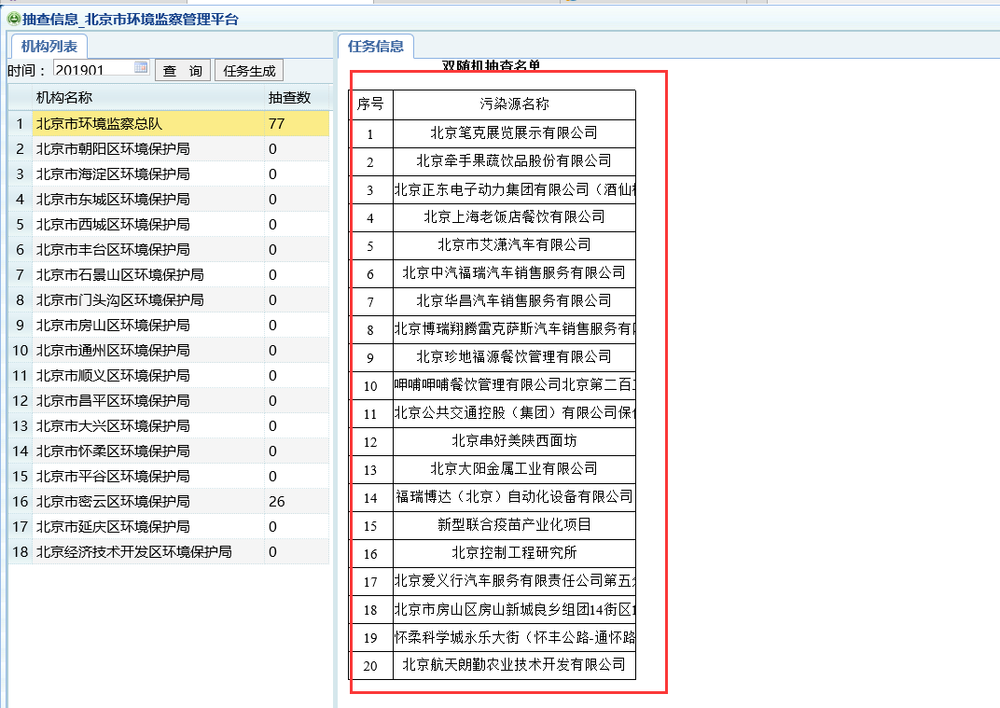 抽查信息_北京市环境监察管理平台
机构列表
时间： 201901 查 询 任务生成
机构名称 抽查数
1 北京市环境监察总队 77
2 北京市朝阳区环境保护局 0
3 北京市海淀区环境保护局 0
4 北京市东城区环境保护局 0
5 北京市西城区环境保护局 0
6 北京市丰台区环境保护局 0
7 北京市石景山区环境保护局 0
8 北京市门头沟区环境保护局 0
9 北京市房山区环境保护局 0
10 北京市通州区环境保护局 0
11 北京市顺义区环境保护局 0
12 北京市昌平区环境保护局 0
13 北京市大兴区环境保护局 0
14 北京市怀柔区环境保护局 0
15 北京市平谷区环境保护局 0
16 北京市密云区环境保护局 26
17 北京市延庆区环境保护局 0
18 北京经济技术开发区环境保护局 0
任务信息
双随机抽查名单
序号 污染源名称
1 北京笔克展览展示有限公司
2 北京牵手果蔬饮品股份有限公司
3 北京正东电子动力集团有限公司（酒仙
4 北京上海老饭店餐饮有限公司
5 北京市艾潇汽车有限公司
6 北京中汽福瑞汽车销售服务有限公司
7 北京华昌汽车销售服务有限公司
8 北京博瑞翔腾雷克萨斯汽车销售服务有
9 北京珍地福源餐饮管理有限公司
10 呷哺呷哺餐饮管理有限公司北京第二百
11 北京公共交通控股（集团）有限公司保
12 北京串好美陕西面坊
13 北京大阳金属工业有限公司
14 福瑞博达（北京）自动化设备有限公司
15 新型联合疫苗产业化项目
16 北京控制工程研究所
17 北京爱义行汽车服务有限责任公司第五
18 北京市房山区房山新城良乡组团14街区
19 怀柔科学城永乐大街（怀丰公路-通怀路
20 北京航天朗勤农业技术开发有限公司